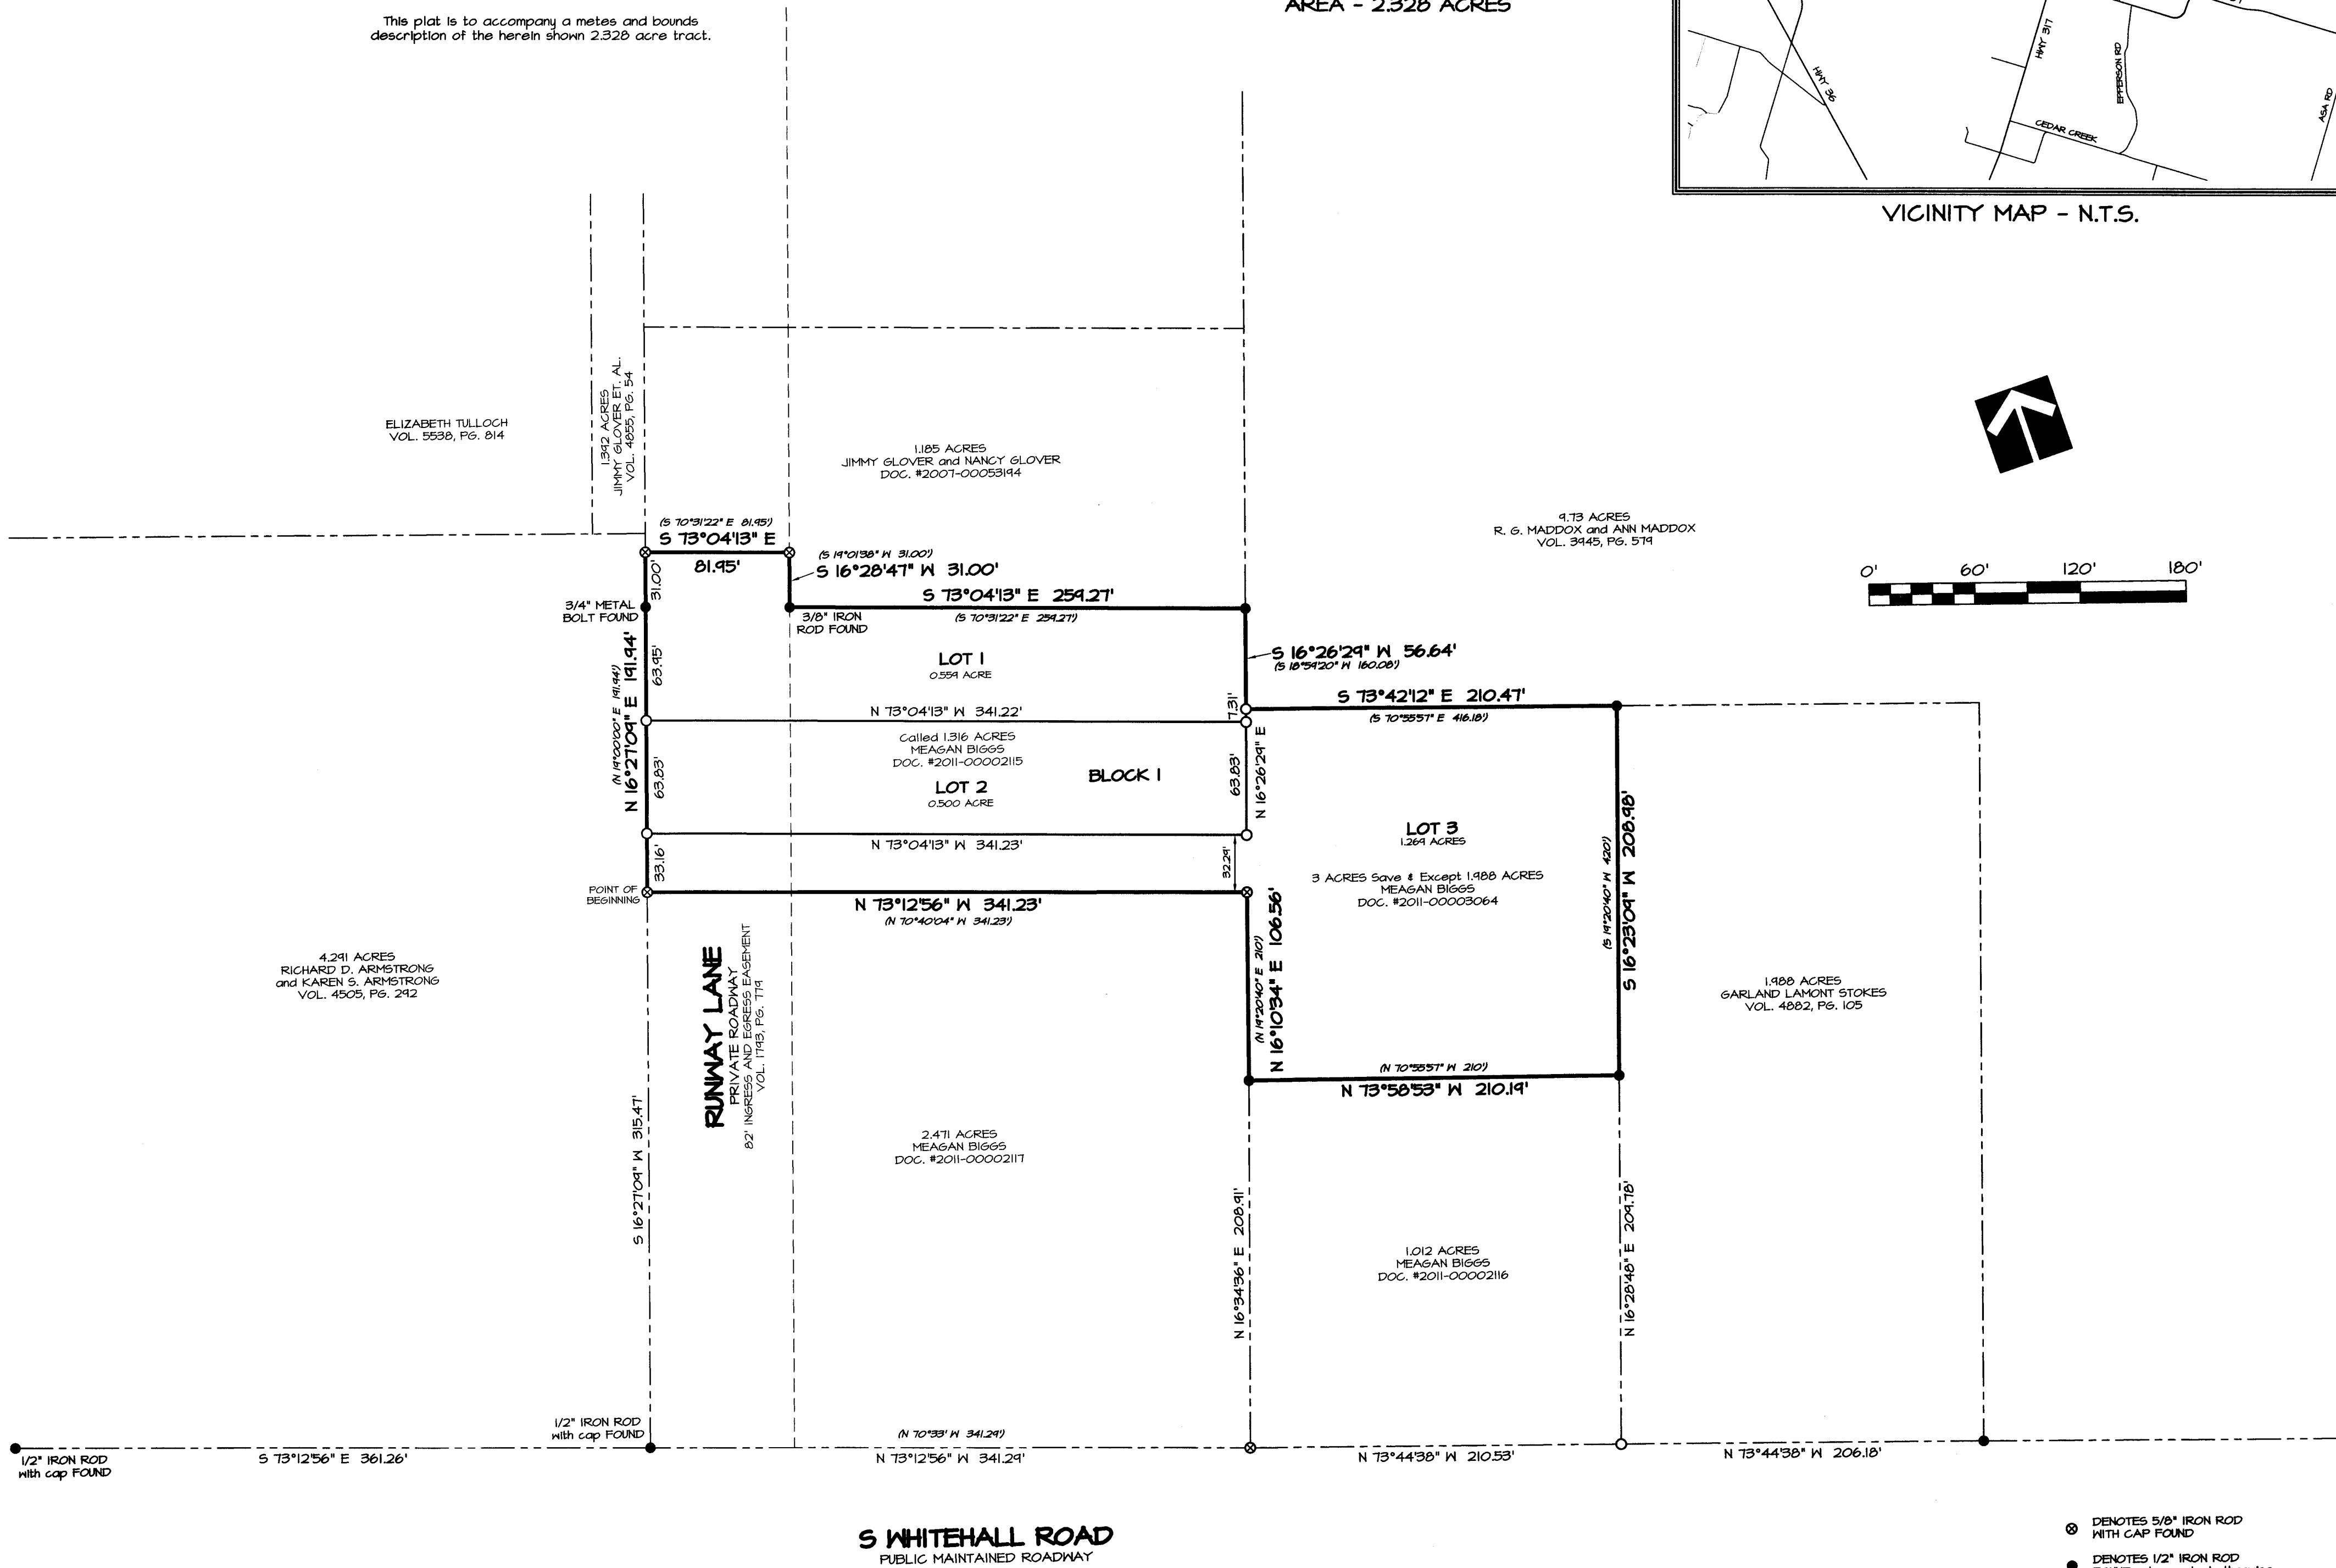 This plat is to accompany a metes and bounds
description of the herein shown 2.328 acre tract.
AREA - 2.328 ACRES
HWY 36
HWY 317
EPPERSON RD
CEDAR CREEK
ASA RD
VICINITY MAP - N.T.S.
ELIZABETH TULLOCH
VOL. 5538, PG. 814
1.392 ACRES
JIMMY GLOVER ET. AL.
VOL. 4855, PG. 54
1.185 ACRES
JIMMY GLOVER and NANCY GLOVER
DOC. #2007-00053194
9.73 ACRES
R. G. MADDOX and ANN MADDOX
VOL. 3945, PG. 579
0' 60' 120' 180'
(S 70°31'22" E 81.95')
S 73°04'13" E
81.95'
(S 19°01'38" W 31.00')
S 16°28'47" W 31.00'
S 73°04'13" E 259.27'
(S 70°31'22" E 259.27')
3/4" METAL
BOLT FOUND
3/8" IRON
ROD FOUND
31.00'
63.95'
63.83'
33.16'
(N 19°00'00" E 191.94')
N 16°27'09" E 191.94'
LOT 1
0.559 ACRE
S 16°26'29" W 56.64'
(S 18°59'20" W 160.08')
S 73°42'12" E 210.47'
(S 70°55'57" E 416.18')
N 73°04'13" W 341.22'
7.31'
Called 1.316 ACRES
MEAGAN BIGGS
DOC. #2011-00002115
BLOCK 1
LOT 2
0.500 ACRE
63.83'
N 16°26'29" E
N 73°04'13" W 341.23'
32.29'
LOT 3
1.269 ACRES
3 ACRES Save & Except 1.988 ACRES
MEAGAN BIGGS
DOC. #2011-00003064
(S 19°20'40" W 420')
S 16°23'09" W 208.98'
POINT OF
BEGINNING
N 73°12'56" W 341.23'
(N 70°40'04" W 341.23')
(N 19°20'40" E 210')
N 16°10'34" E 106.56'
(N 70°55'57" W 210')
N 73°58'53" W 210.19'
4.291 ACRES
RICHARD D. ARMSTRONG
and KAREN S. ARMSTRONG
VOL. 4505, PG. 292
RUNWAY LANE
PRIVATE ROADWAY
82' INGRESS AND EGRESS EASEMENT
VOL. 1793, PG. 779
1.988 ACRES
GARLAND LAMONT STOKES
VOL. 4882, PG. 105
S 16°27'09" W 315.47'
2.471 ACRES
MEAGAN BIGGS
DOC. #2011-00002117
N 16°34'36" E 208.91'
1.012 ACRES
MEAGAN BIGGS
DOC. #2011-00002116
N 16°28'48" E 209.78'
1/2" IRON ROD
with cap FOUND
1/2" IRON ROD
with cap FOUND
S 73°12'56" E 361.26'
(N 70°33' W 341.29')
N 73°12'56" W 341.29'
N 73°44'38" W 210.53'
N 73°44'38" W 206.18'
S WHITEHALL ROAD
PUBLIC MAINTAINED ROADWAY
DENOTES 5/8" IRON ROD
WITH CAP FOUND
DENOTES 1/2" IRON ROD